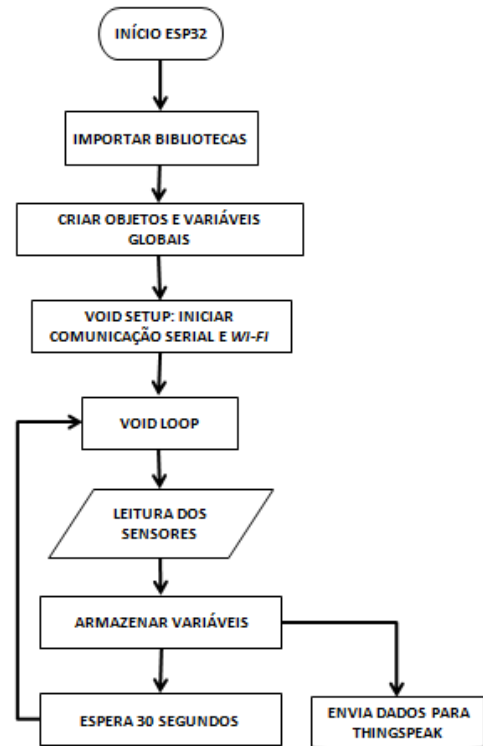 INÍCIO ESP32
IMPORTAR BIBLIOTECAS
CRIAR OBJETOS E VARIÁVEIS
GLOBAIS
VOID SETUP: INICIAR
COMUNICAÇÃO SERIAL E WI-FI
VOID LOOP
LEITURA DOS
SENSORES
ARMAZENAR VARIÁVEIS
ESPERA 30 SEGUNDOS
ENVIA DADOS PARA
THINGSPEAK